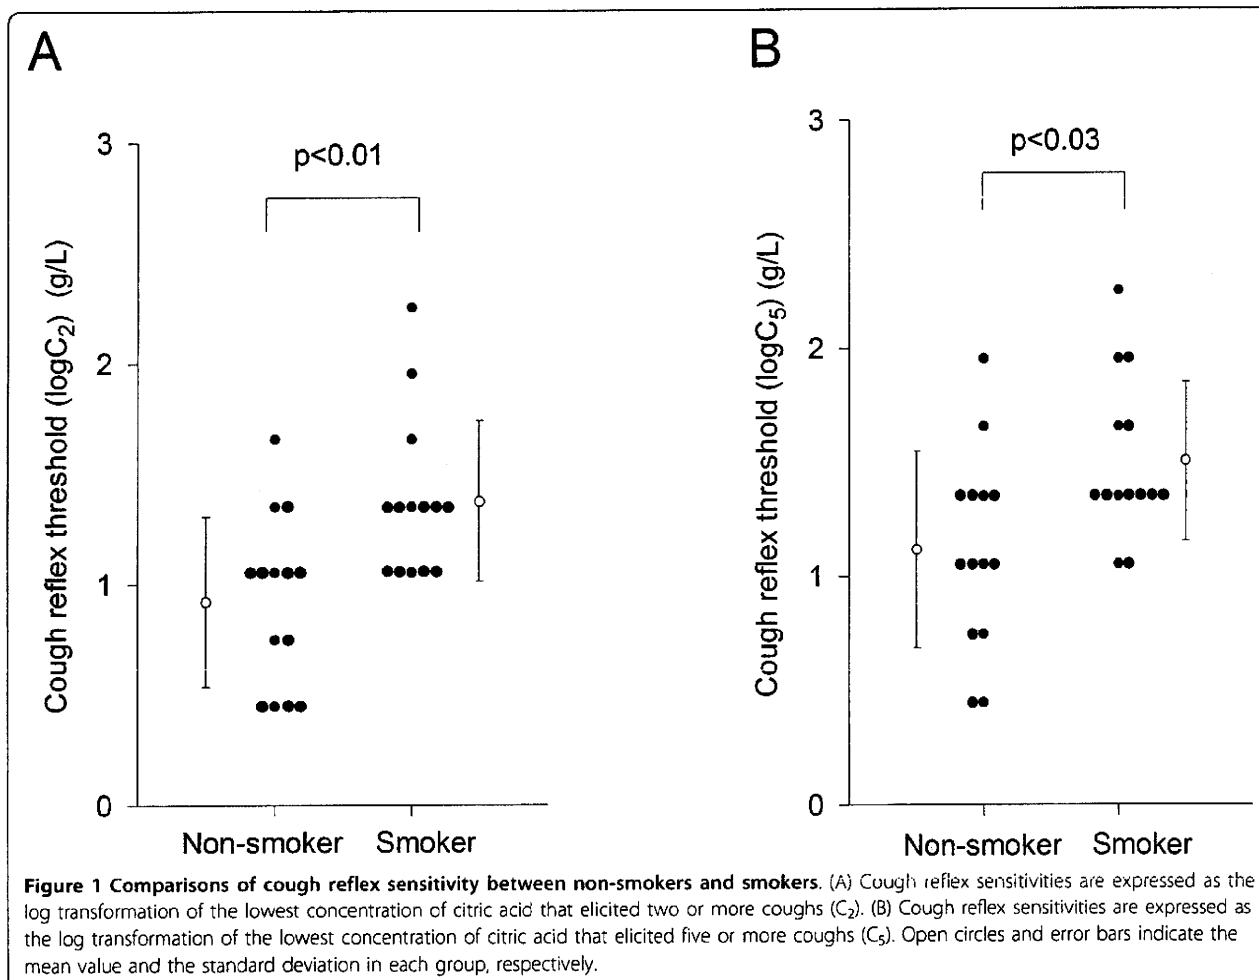 A
B
3
p<0.01
2
1
0
Cough reflex threshold (logC2) (g/L)
Non-smoker Smoker
3
p<0.03
2
1
0
Cough reflex threshold (logC5) (g/L)
Non-smoker Smoker
Figure 1 Comparisons of cough reflex sensitivity between non-smokers and smokers. (A) Cough reflex sensitivities are expressed as the
log transformation of the lowest concentration of citric acid that elicited two or more coughs (C2). (B) Cough reflex sensitivities are expressed as
the log transformation of the lowest concentration of citric acid that elicited five or more coughs (C5). Open circles and error bars indicate the
mean value and the standard deviation in each group, respectively.